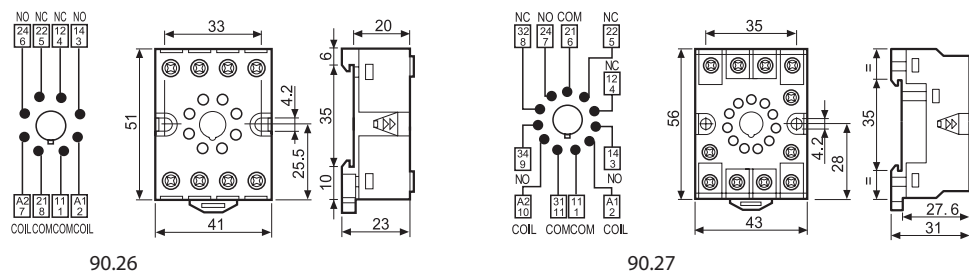 NO NC NC NO
24 22 12 14
6 5 4 3
A2 21 11 A1
7 8 1 2
COIL COM COM COIL
33
51
4.2
25.5
41
20
6
35
10
23
90.26
NC NO COM NC
32 24 21 22
8 7 6 5
NC
12
4
34
9
NO
14
3
NO
A2 31 11 A1
10 11 1 2
COIL COM COM COIL
35
56
4.2
28
43
=
35
=
27.6
31
90.27